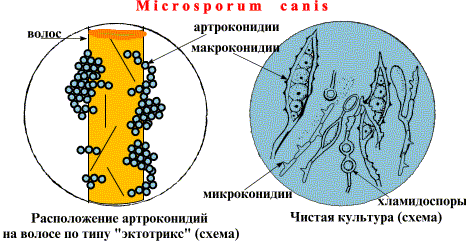 Microsporum canis
волос
артроконидии
макроконидии
микроконидии
хламидоспоры
Расположение артроконидий
на волосе по типу "эктотрикс" (схема)
Чистая культура (схема)